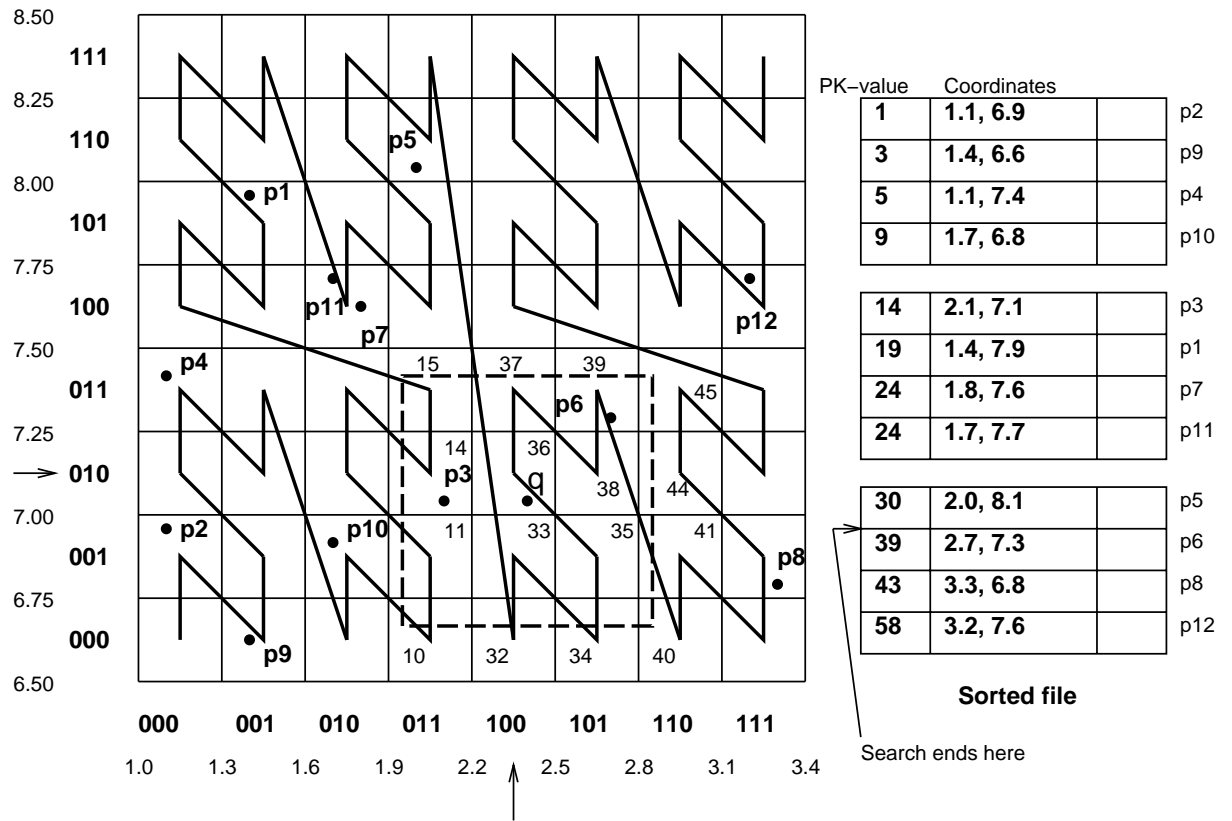 8.50
111
8.25
110
8.00
101
7.75
100
7.50
011
7.25
010
7.00
001
6.75
000
6.50
p5
p1
p11
p7
p12
p4
15 37 39
45
p6
14 36
p3 q 38 44
p2 p10 11 33 35 41
p8
p9 10 32 34 40
000 001 010 011 100 101 110 111
1.0 1.3 1.6 1.9 2.2 2.5 2.8 3.1 3.4
PK−value Coordinates
1 1.1, 6.9 p2
3 1.4, 6.6 p9
5 1.1, 7.4 p4
9 1.7, 6.8 p10
14 2.1, 7.1 p3
19 1.4, 7.9 p1
24 1.8, 7.6 p7
24 1.7, 7.7 p11
30 2.0, 8.1 p5
39 2.7, 7.3 p6
43 3.3, 6.8 p8
58 3.2, 7.6 p12
Sorted file
Search ends here